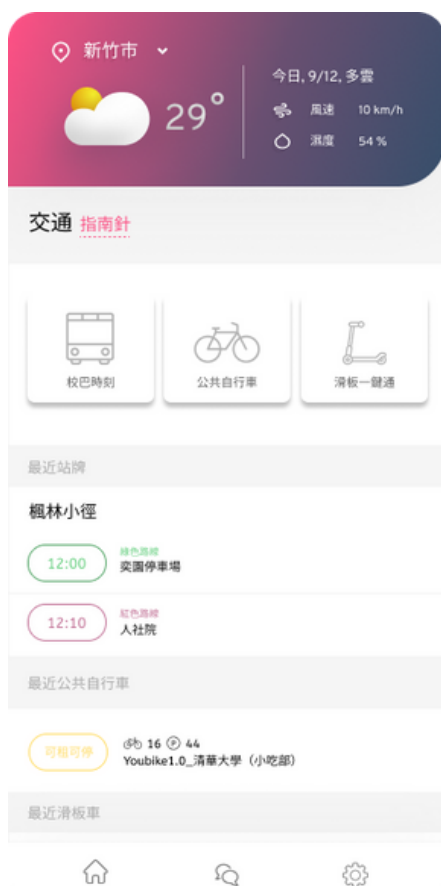 新竹市
29°
今日, 9/12, 多雲
風速 10 km/h
濕度 54 %
交通 指南針
校巴時刻
公共自行車
滑板一鍵通
最近站牌
楓林小徑
12:00
綠色路線
奕園停車場
12:10
紅色路線
人社院
最近公共自行車
可租可停
16 P 44
Youbike1.0_清華大學（小吃部）
最近滑板車